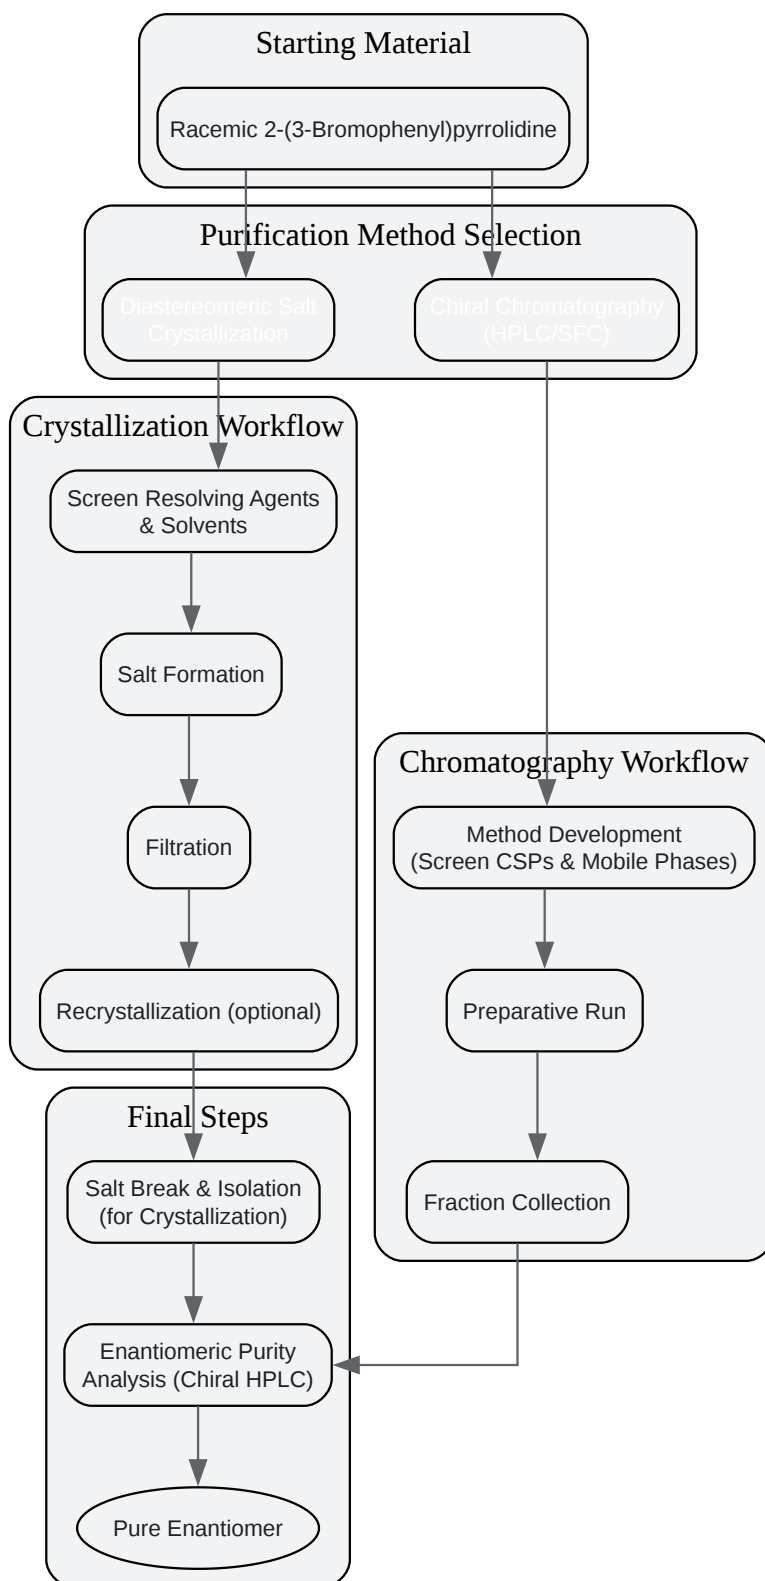 Starting Material
Racemic 2-(3-Bromophenyl)pyrrolidine
Purification Method Selection
Diastereomeric Salt
Crystallization
Chiral Chromatography
(HPLC/SFC)
Crystallization Workflow
Screen Resolving Agents
& Solvents
Salt Formation
Filtration
Recrystallization (optional)
Chromatography Workflow
Method Development
(Screen CSPs & Mobile Phases)
Preparative Run
Fraction Collection
Final Steps
Salt Break & Isolation
(for Crystallization)
Enantiomeric Purity
Analysis (Chiral HPLC)
Pure Enantiomer